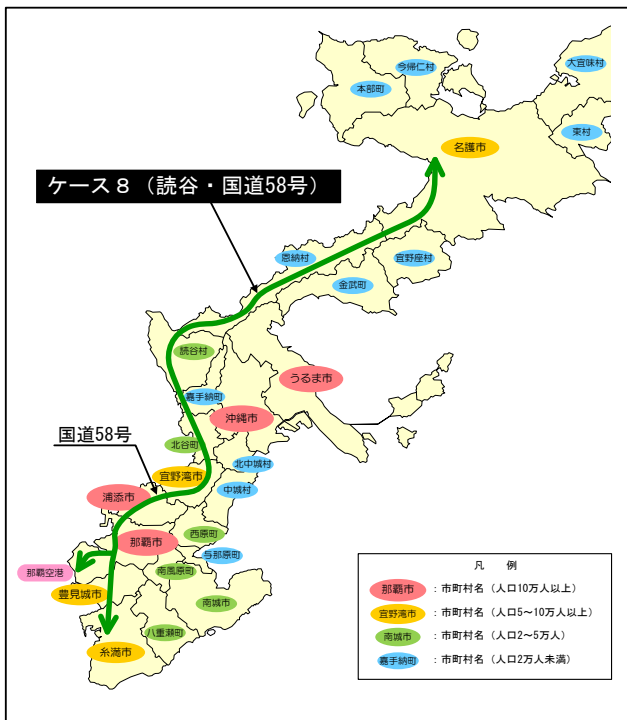 今帰仁村
大宜味村
本部町
東村
名護市
ケース８（読谷・国道58号）
恩納村
宜野座村
金武町
読谷村
うるま市
嘉手納町
沖縄市
国道58号
北谷町
北中城村
宜野湾市
中城村
浦添市
西原町
那覇市
与那原町
那覇空港
南風原町
豊見城市
南城市
八重瀬町
糸満市
凡　例
那覇市：市町村名（人口10万人以上）
宜野湾市：市町村名（人口5～10万人以上）
南城市：市町村名（人口2～5万人）
嘉手納町：市町村名（人口2万人未満）